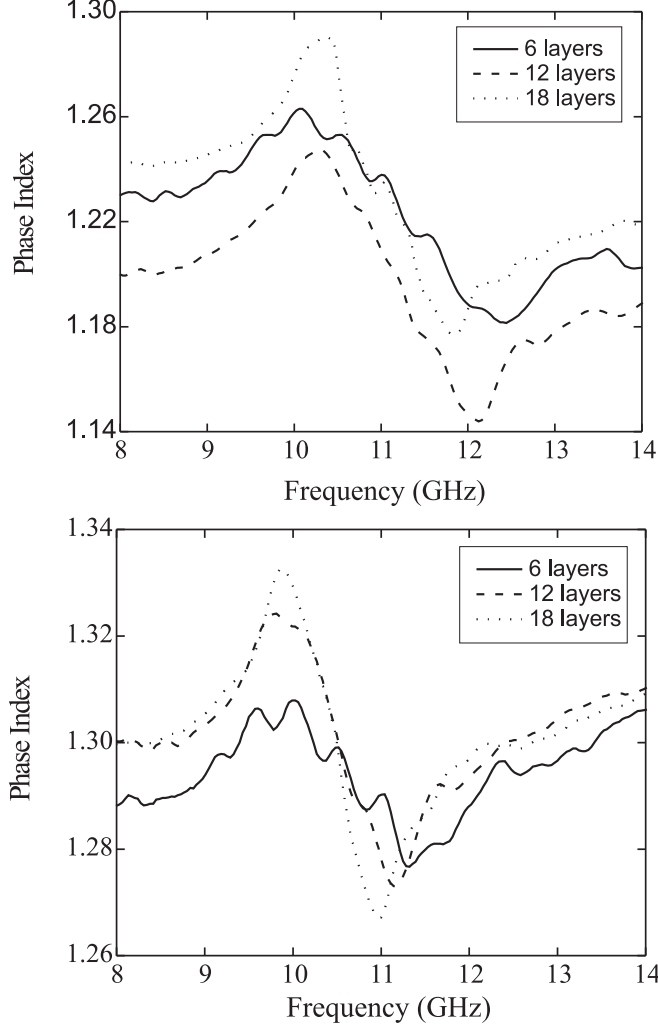 1.30
1.26
1.22
1.18
1.14
Phase Index
6 layers
12 layers
18 layers
8 9 10 11 12 13 14
Frequency (GHz)
1.34
1.32
1.30
1.28
1.26
Phase Index
6 layers
12 layers
18 layers
8 9 10 11 12 13 14
Frequency (GHz)